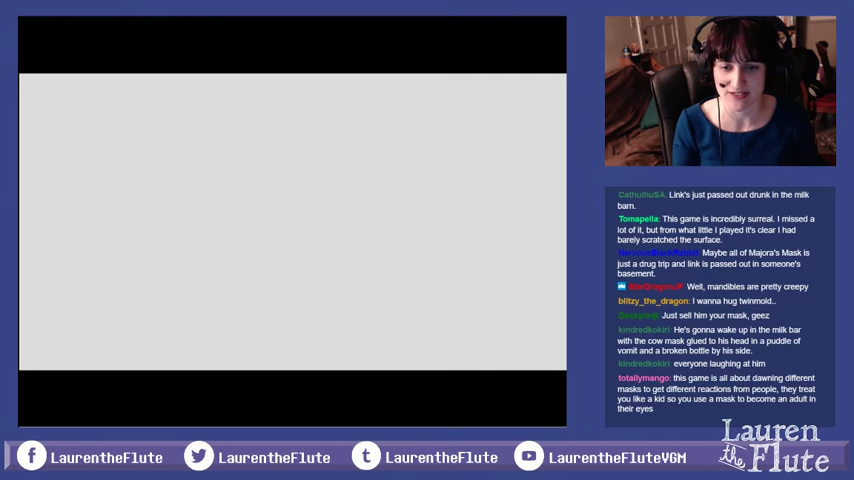 CathulhuSA: Link's just passed out drunk in the milk
barn.
Tomapella: This game is incredibly surreal. I missed a
lot of it, but from what little I played it's clear I had
barely scratched the surface.
NervousBlackRabbit: Maybe all of Majora's Mask is
just a drug trip and link is passed out in someone's
basement.
Well, mandibles are pretty creepy
blitzy_the_dragon: I wanna hug twinmold..
Just sell him your mask, geez
kindredkokiri: He's gonna wake up in the milk bar
with the cow mask glued to his head in a puddle of
vomit and a broken bottle by his side.
kindredkokiri: everyone laughing at him
totallymango: this game is all about dawning different
masks to get different reactions from people, they treat
you like a kid so you use a mask to become an adult in
their eyes
Lauren
the Flute
LaurentheFlute
LaurentheFlute
LaurentheFlute
LaurentheFluteVGM